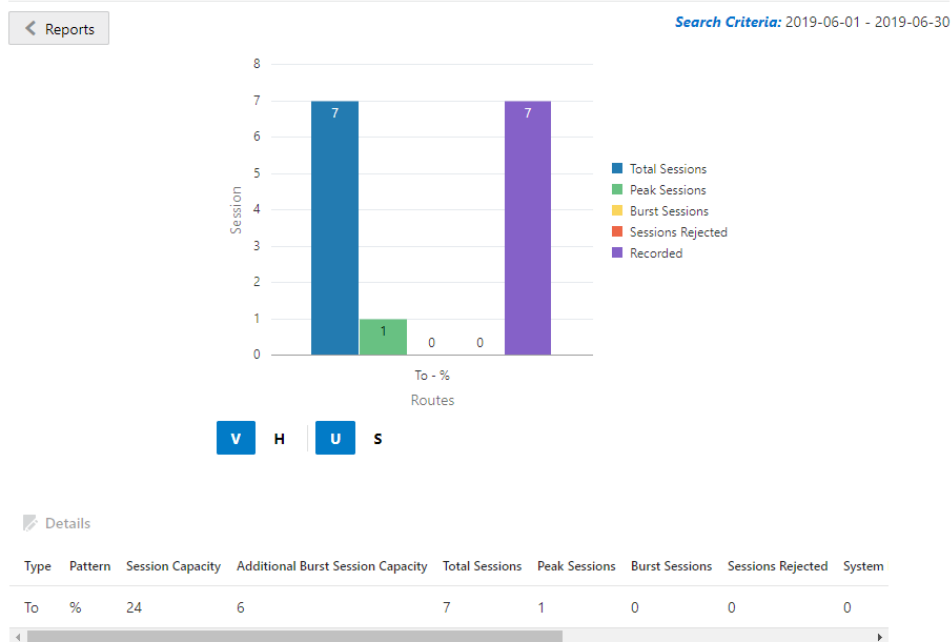 Reports
Search Criteria: 2019-06-01 - 2019-06-30
8
7
6
5
4
3
2
1
0
Session
7
1
0
0
7
To - %
Routes
Total Sessions
Peak Sessions
Burst Sessions
Sessions Rejected
Recorded
V H U S
Details
Type Pattern Session Capacity Additional Burst Session Capacity Total Sessions Peak Sessions Burst Sessions Sessions Rejected System
To % 24 6 7 1 0 0 0